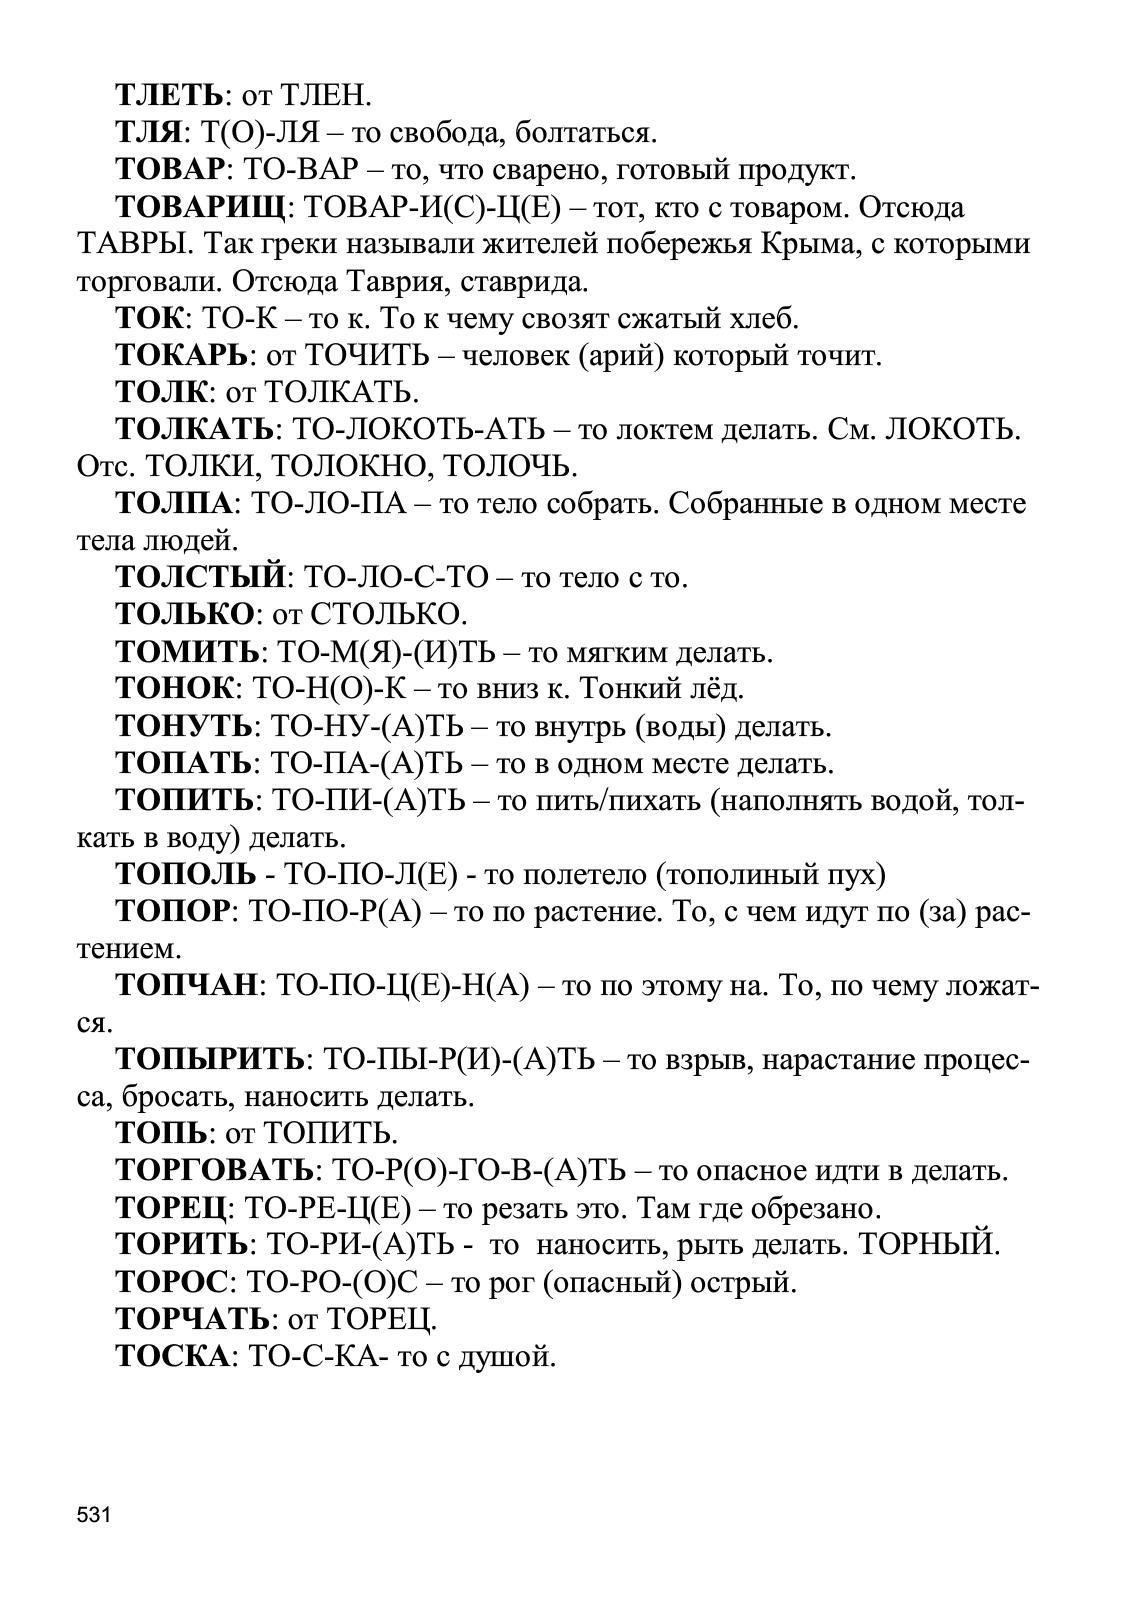 ТЛЕТЬ: от ТЛЕН.
ТЛЯ: Т(О)-ЛЯ – то свобода, болтаться.
ТОВАР: ТО-ВАР – то, что сварено, готовый продукт.
ТОВАРИЩ: ТОВАР-И(С)-Ц(Е) – тот, кто с товаром. Отсюда
ТАВРЫ. Так греки называли жителей побережья Крыма, с которыми
торговали. Отсюда Таврия, ставрида.
ТОК: ТО-К – то к. То к чему свозят сжатый хлеб.
ТОКАРЬ: от ТОЧИТЬ – человек (арий) который точит.
ТОЛК: от ТОЛКАТЬ.
ТОЛКАТЬ: ТО-ЛОКОТЬ-АТЬ – то локтем делать. См. ЛОКОТЬ.
Отс. ТОЛКИ, ТОЛОКНО, ТОЛОЧЬ.
ТОЛПА: ТО-ЛО-ПА – то тело собрать. Собранные в одном месте
тела людей.
ТОЛСТЫЙ: ТО-ЛО-С-ТО – то тело с то.
ТОЛЬКО: от СТОЛЬКО.
ТОМИТЬ: ТО-М(Я)-(И)ТЬ – то мягким делать.
ТОНОК: ТО-Н(О)-К – то вниз к. Тонкий лёд.
ТОНУТЬ: ТО-НУ-(А)ТЬ – то внутрь (воды) делать.
ТОПАТЬ: ТО-ПА-(А)ТЬ – то в одном месте делать.
ТОПИТЬ: ТО-ПИ-(А)ТЬ – то пить/пихать (наполнять водой, тол-
кать в воду) делать.
ТОПОЛЬ - ТО-ПО-Л(Е) - то полетело (тополиный пух)
ТОПОР: ТО-ПО-Р(А) – то по растение. То, с чем идут по (за) рас-
тением.
ТОПЧАН: ТО-ПО-Ц(Е)-Н(А) – то по этому на. То, по чему ложат-
ся.
ТОПЫРИТЬ: ТО-ПЫ-Р(И)-(А)ТЬ – то взрыв, нарастание процес-
са, бросать, наносить делать.
ТОПЬ: от ТОПИТЬ.
ТОРГОВАТЬ: ТО-Р(О)-ГО-В-(А)ТЬ – то опасное идти в делать.
ТОРЕЦ: ТО-РЕ-Ц(Е) – то резать это. Там где обрезано.
ТОРИТЬ: ТО-РИ-(А)ТЬ - то наносить, рыть делать. ТОРНЫЙ.
ТОРОС: ТО-РО-(О)С – то рог (опасный) острый.
ТОРЧАТЬ: от ТОРЕЦ.
ТОСКА: ТО-С-КА- то с душой.
531